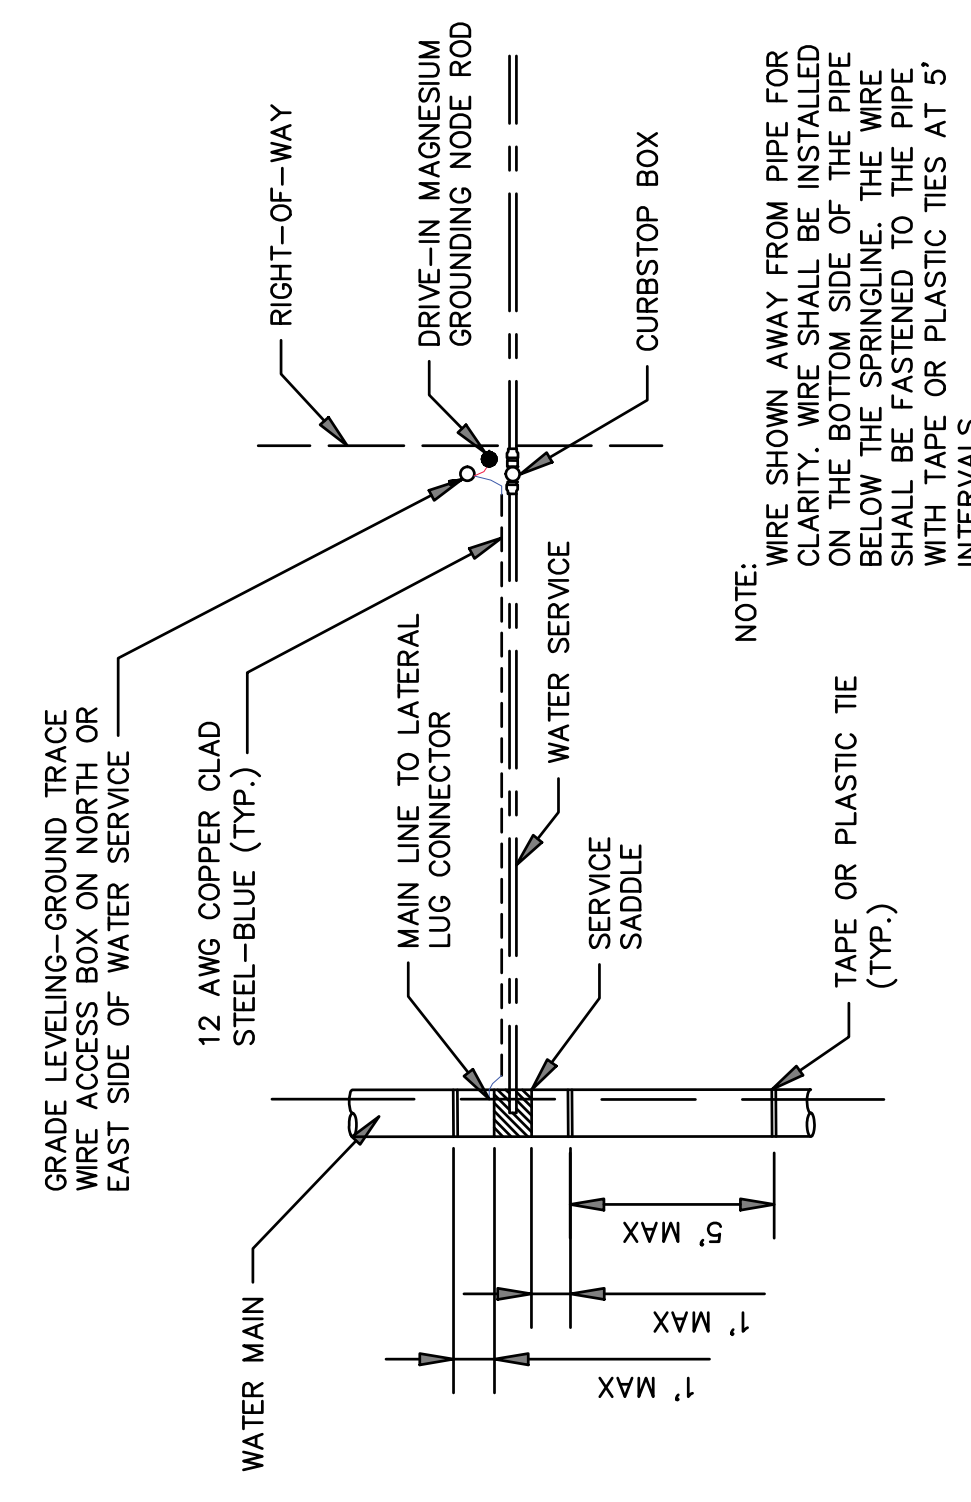 GRADE LEVELING-GROUND TRACE
WIRE ACCESS BOX ON NORTH OR
EAST SIDE OF WATER SERVICE
12 AWG COPPER CLAD
STEEL-BLUE (TYP.)
WATER MAIN
RIGHT-OF-WAY
MAIN LINE TO LATERAL
LUG CONNECTOR
DRIVE-IN MAGNESIUM
GROUNDING NODE ROD
WATER SERVICE
SERVICE
SADDLE
CURBSTOP BOX
1' MAX
1' MAX
5' MAX
TAPE OR PLASTIC TIE
(TYP.)
NOTE:
WIRE SHOWN AWAY FROM PIPE FOR
CLARITY. WIRE SHALL BE INSTALLED
ON THE BOTTOM SIDE OF THE PIPE
BELOW THE SPRINGLINE. THE WIRE
SHALL BE FASTENED TO THE PIPE
WITH TAPE OR PLASTIC TIES AT 5'
INTERVALS